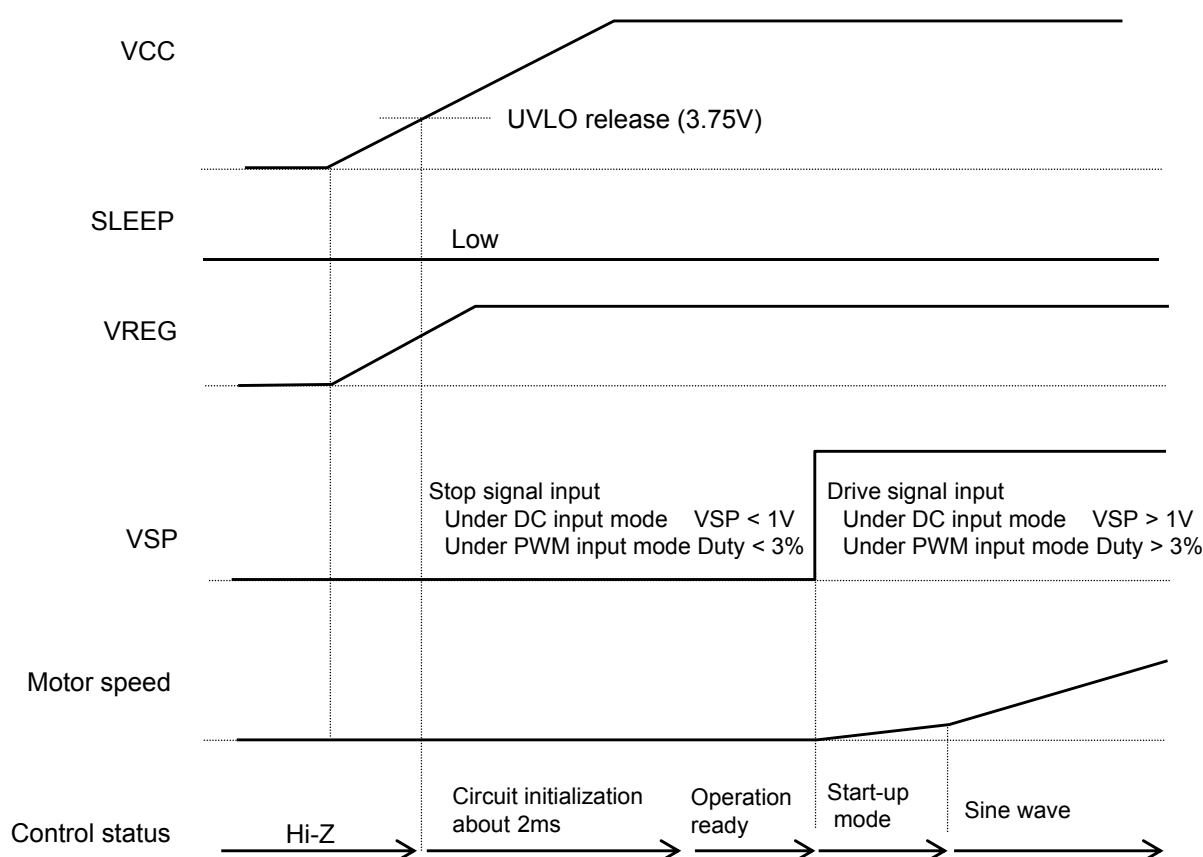 VCC
UVLO release (3.75V)
SLEEP
Low
VREG
VSP
Stop signal input
Under DC input mode VSP < 1V
Under PWM input mode Duty < 3%
Drive signal input
Under DC input mode VSP > 1V
Under PWM input mode Duty > 3%
Motor speed
Control status
Hi-Z
Circuit initialization
about 2ms
Operation
ready
Start-up
mode
Sine wave